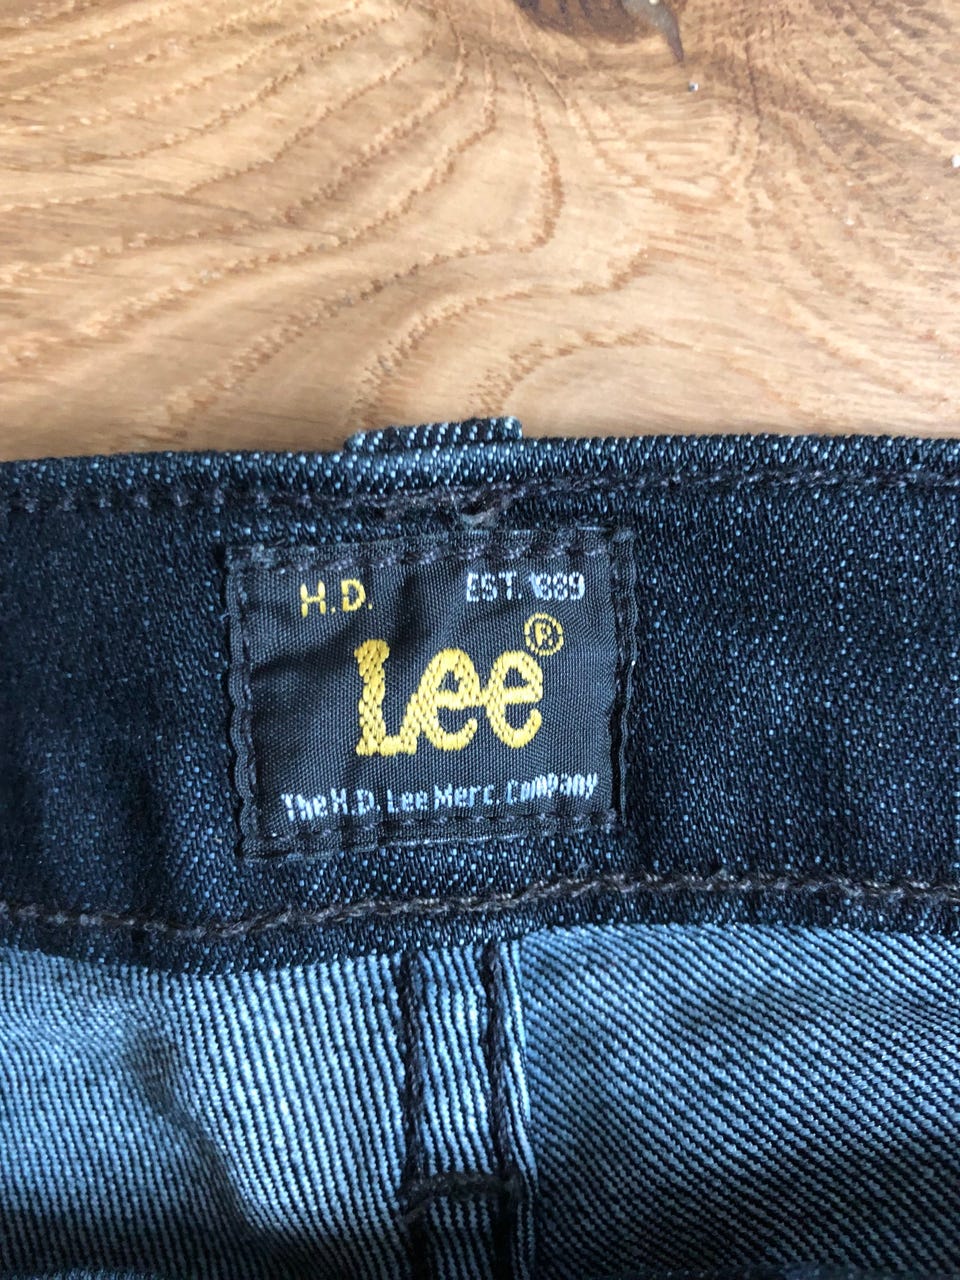 H.D. EST. 1889
Lee®
The H.D. Lee Merc. Company